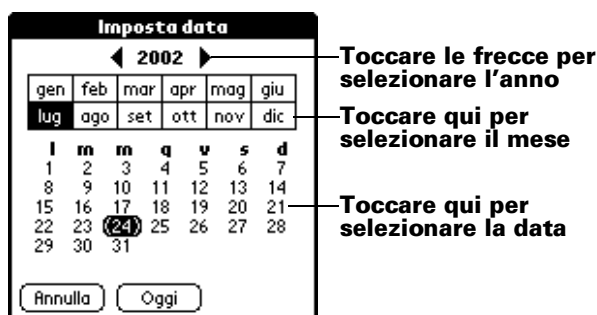 Imposta data
2002
Toccare le frecce per
selezionare l'anno
gen feb mar apr mag giu
lug ago set ott nov dic
Toccare qui per
selezionare il mese
l m m g v s d
1 2 3 4 5 6 7
8 9 10 11 12 13 14
15 16 17 18 19 20 21
22 23 24 25 26 27 28
29 30 31
Toccare qui per
selezionare la data
Annulla Oggi